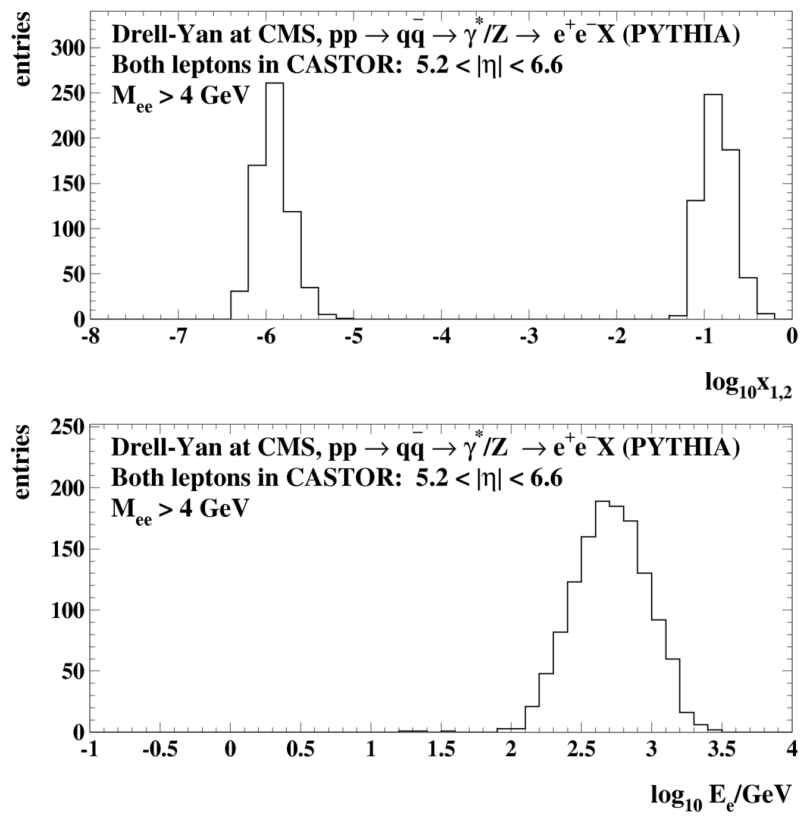 entries
300
250
200
150
100
50
0
Drell-Yan at CMS, pp → qq̄ → γ*/Z → e⁺e⁻X (PYTHIA)
Both leptons in CASTOR: 5.2 < |η| < 6.6
M_ee > 4 GeV
-8 -7 -6 -5 -4 -3 -2 -1 0
log₁₀x₁,₂
entries
250
200
150
100
50
0
Drell-Yan at CMS, pp → qq̄ → γ*/Z → e⁺e⁻X (PYTHIA)
Both leptons in CASTOR: 5.2 < |η| < 6.6
M_ee > 4 GeV
-1 -0.5 0 0.5 1 1.5 2 2.5 3 3.5 4
log₁₀ E_e/GeV